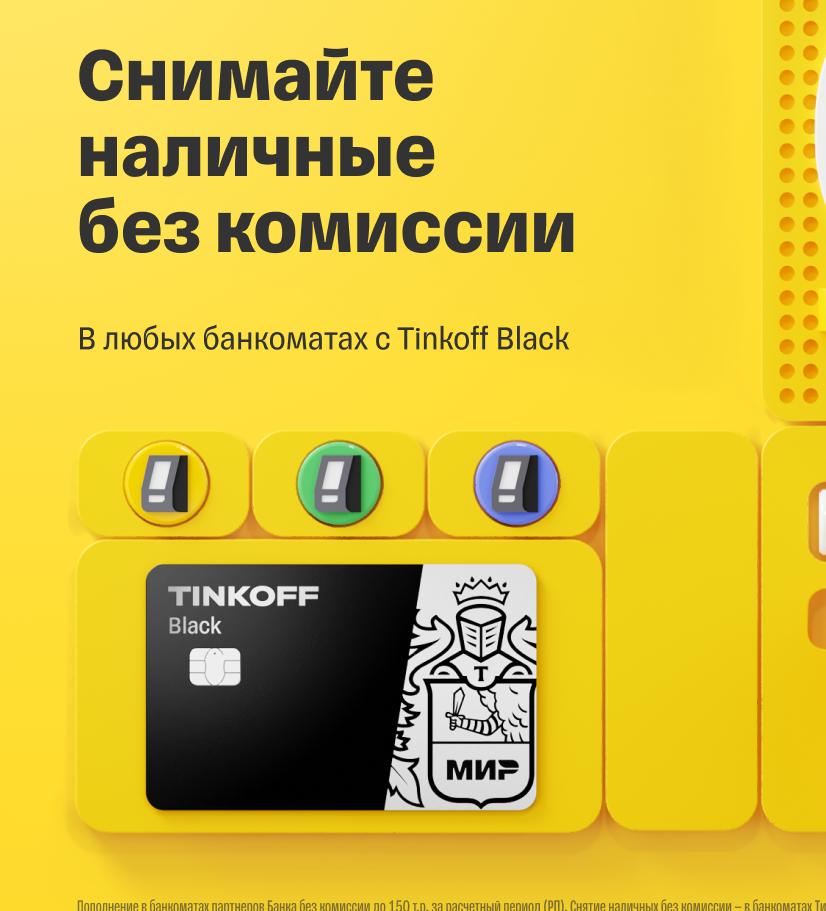 Снимайте
наличные
без комиссии
В любых банкоматах с Tinkoff Black
TINKOFF
Black
T
МИР
Пополнение в банкоматах партнеров Банка без комиссии до 150 т.р. за расчетный период (РП). Снятие наличных без комиссии – в банкоматах Ти